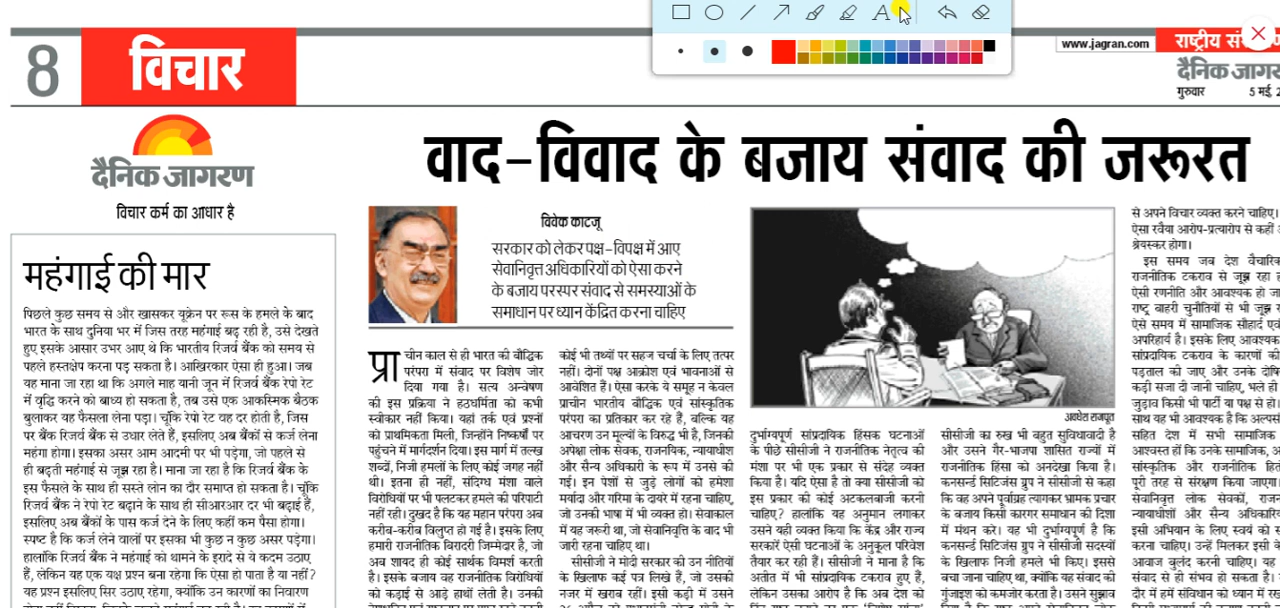 8
विचार
www.jagran.com
राष्ट्रीय
दैनिक
गुरुवार
5 मई,
दैनिक जागरण
विचार कर्म का आधार है
वाद-विवाद के बजाय संवाद की जरूरत
महंगाई की मार
पिछले कुछ समय से और खासकर यूक्रेन पर रूस के हमले के बाद
भारत के साथ दुनिया भर में जिस तरह महंगाई बढ़ रही है, उसे देखते
हुए इसके आसार उभर आए थे कि भारतीय रिजर्व बैंक को समय से
पहले हस्तक्षेप करना पड़ सकता है। आखिरकार ऐसा ही हुआ। जब
यह माना जा रहा था कि अगले माह यानी जून में रिजर्व बैंक रेपो रेट
में वृद्धि करने को बाध्य हो सकता है, तब उसे एक आकस्मिक बैठक
बुलाकर यह फैसला लेना पड़ा। चूंकि रेपो रेट वह दर होती है, जिस
पर बैंक रिजर्व बैंक से उधार लेते हैं, इसलिए अब बैंकों से कर्ज लेना
महंगा होगा। इसका असर आम आदमी पर भी पड़ेगा, जो पहले से
ही बढ़ती महंगाई से जूझ रहा है। माना जा रहा है कि रिजर्व बैंक के
इस फैसले के साथ ही सस्ते लोन का दौर समाप्त हो सकता है। चूंकि
रिजर्व बैंक ने रेपो रेट बढ़ाने के साथ ही सीआरआर दर भी बढ़ाई है,
इसलिए अब बैंकों के पास कर्ज देने के लिए कहीं कम पैसा होगा।
स्पष्ट है कि कर्ज लेने वालों पर इसका भी कुछ न कुछ असर पड़ेगा।
हालांकि रिजर्व बैंक ने महंगाई को थामने के इरादे से ये कदम उठाए
हैं, लेकिन यह एक यक्ष प्रश्न बना रहेगा कि ऐसा हो पाता है या नहीं?
यह प्रश्न इसलिए सिर उठाए रहेगा, क्योंकि उन कारणों का निवारण
विवेक काटजू
सरकार को लेकर पक्ष-विपक्ष में आए
सेवानिवृत्त अधिकारियों को ऐसा करने
के बजाय परस्पर संवाद से समस्याओं के
समाधान पर ध्यान केंद्रित करना चाहिए
प्राचीन काल से ही भारत की बौद्धिक
परंपरा में संवाद पर विशेष जोर
दिया गया है। सत्य अन्वेषण
की इस प्रक्रिया ने हठधर्मिता को कभी
स्वीकार नहीं किया। यहां तर्क एवं प्रश्नों
को प्राथमिकता मिली, जिन्होंने निष्कर्षों पर
पहुंचने में मार्गदर्शन दिया। इस मार्ग में तल्ख
शब्दों, निजी हमलों के लिए कोई जगह नहीं
थी। इतना ही नहीं, संदिग्ध मंशा वाले
विरोधियों पर भी पलटकर हमले की परिपाटी
नहीं रही। दुखद है कि यह महान परंपरा अब
करीब-करीब विलुप्त हो गई है। इसके लिए
हमारी राजनीतिक बिरादरी जिम्मेदार है, जो
अब शायद ही कोई सार्थक विमर्श करती
है। इसके बजाय वह राजनीतिक विरोधियों
को कड़ाई से आड़े हाथों लेती है। उनकी
कोई भी तथ्यों पर सहज चर्चा के लिए तत्पर
नहीं। दोनों पक्ष आक्रोश एवं भावनाओं से
आवेशित हैं। ऐसा करके ये समूह न केवल
प्राचीन भारतीय बौद्धिक एवं सांस्कृतिक
परंपरा का प्रतिकार कर रहे हैं, बल्कि यह
आचरण उन मूल्यों के विरुद्ध भी है, जिनकी
अपेक्षा लोक सेवक, राजनयिक, न्यायाधीश
और सैन्य अधिकारी के रूप में उनसे की
गई। इन पेशों से जुड़े लोगों को हमेशा
मर्यादा और गरिमा के दायरे में रहना चाहिए,
जो उनकी भाषा में भी व्यक्त हो। सेवाकाल
में यह जरूरी था, जो सेवानिवृत्ति के बाद भी
जारी रहना चाहिए था।
सीसीजी ने मोदी सरकार की उन नीतियों
के खिलाफ कई पत्र लिखे हैं, जो उसकी
नजर में खराब रहीं। इसी कड़ी में उसने
अवधेश राजपूत
दुर्भाग्यपूर्ण सांप्रदायिक हिंसक घटनाओं
के पीछे सीसीजी ने राजनीतिक नेतृत्व की
मंशा पर भी एक प्रकार से संदेह व्यक्त
किया है। यदि ऐसा है तो क्या सीसीजी को
इस प्रकार की कोई अटकलबाजी करनी
चाहिए? हालांकि यह अनुमान लगाकर
उसने यही व्यक्त किया कि केंद्र और राज्य
सरकारें ऐसी घटनाओं के अनुकूल परिवेश
तैयार कर रही हैं। सीसीजी ने माना है कि
अतीत में भी सांप्रदायिक टकराव हुए हैं,
लेकिन उसका आरोप है कि अब देश को
सीसीजी का रुख भी बहुत सुविधावादी है
और उसने गैर-भाजपा शासित राज्यों में
राजनीतिक हिंसा को अनदेखा किया है।
कनसर्न्ड सिटिजंस ग्रुप ने सीसीजी से कहा
कि वह अपने पूर्वाग्रह त्यागकर भ्रामक प्रचार
के बजाय किसी कारगर समाधान की दिशा
में मंथन करे। यह भी दुर्भाग्यपूर्ण है कि
कनसर्न्ड सिटिजंस ग्रुप ने सीसीजी सदस्यों
के खिलाफ निजी हमले भी किए। इससे
बचा जाना चाहिए था, क्योंकि यह संवाद की
गुंजाइश को कमजोर करता है। उसने सुझाव
से अपने विचार व्यक्त करने चाहिए।
ऐसा रवैया आरोप-प्रत्यारोप से कहीं
श्रेयस्कर होगा।
इस समय जब देश वैचारिक
राजनीतिक टकराव से जूझ रहा
ऐसी रणनीति और आवश्यक हो
राष्ट्र बाहरी चुनौतियों से भी जूझ
ऐसे समय में सामाजिक सौहार्द
अपरिहार्य है। इसके लिए आवश्यक
सांप्रदायिक टकराव के कारणों की
पड़ताल की जाए और उनके
कड़ी सजा दी जानी चाहिए, भले ही
जुड़ाव किसी भी पार्टी या पक्ष से हो।
साथ यह भी आवश्यक है कि
सहित देश में सभी सामाजिक
आश्वस्त हों कि उनके सामाजिक,
सांस्कृतिक और राजनीतिक
पूरी तरह से संरक्षण किया जाएगा।
सेवानिवृत्त लोक सेवकों,
न्यायाधीशों और सैन्य
इसी अभियान के लिए स्वयं को
करना चाहिए। उन्हें मिलकर इसी
आवाज बुलंद करनी चाहिए। यह
संवाद से ही संभव हो सकता है।
दौर में हमें संविधान को ध्यान में